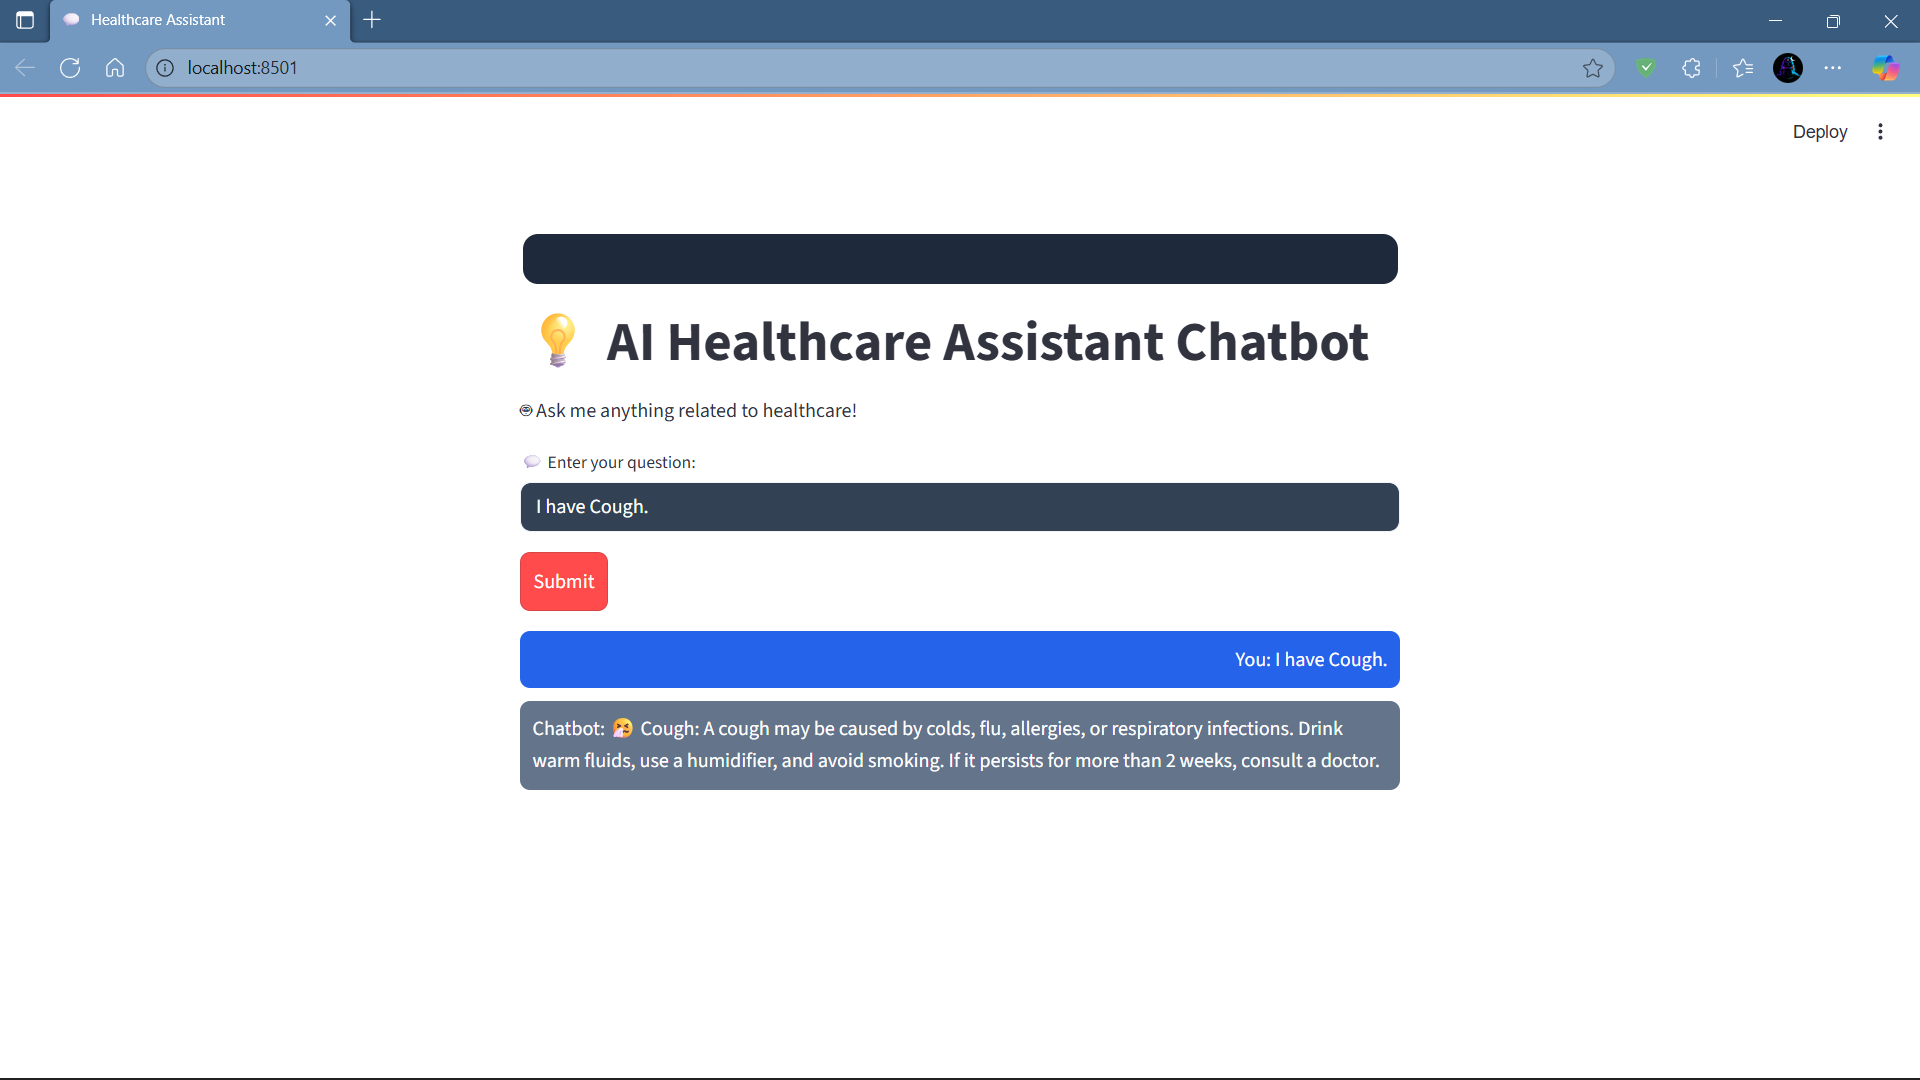 Healthcare Assistant
localhost:8501
Deploy
AI Healthcare Assistant Chatbot
Ask me anything related to healthcare!
Enter your question:
I have Cough.
Submit
You: I have Cough.
Chatbot: 🤧 Cough: A cough may be caused by colds, flu, allergies, or respiratory infections. Drink
warm fluids, use a humidifier, and avoid smoking. If it persists for more than 2 weeks, consult a doctor.